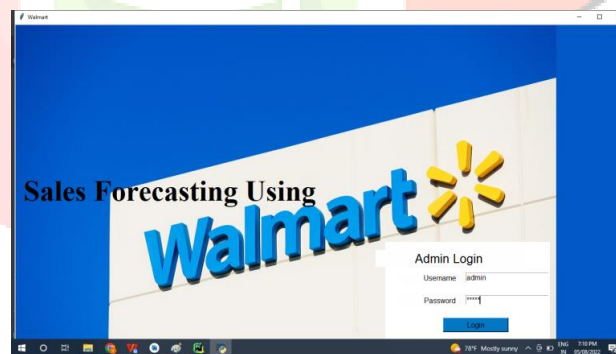 Walmart
Sales Forecasting Using
Walmart
Admin Login
Username admin
Password *****
Login
78°F Mostly sunny
ENG
IN
7:10 PM
05/08/2022